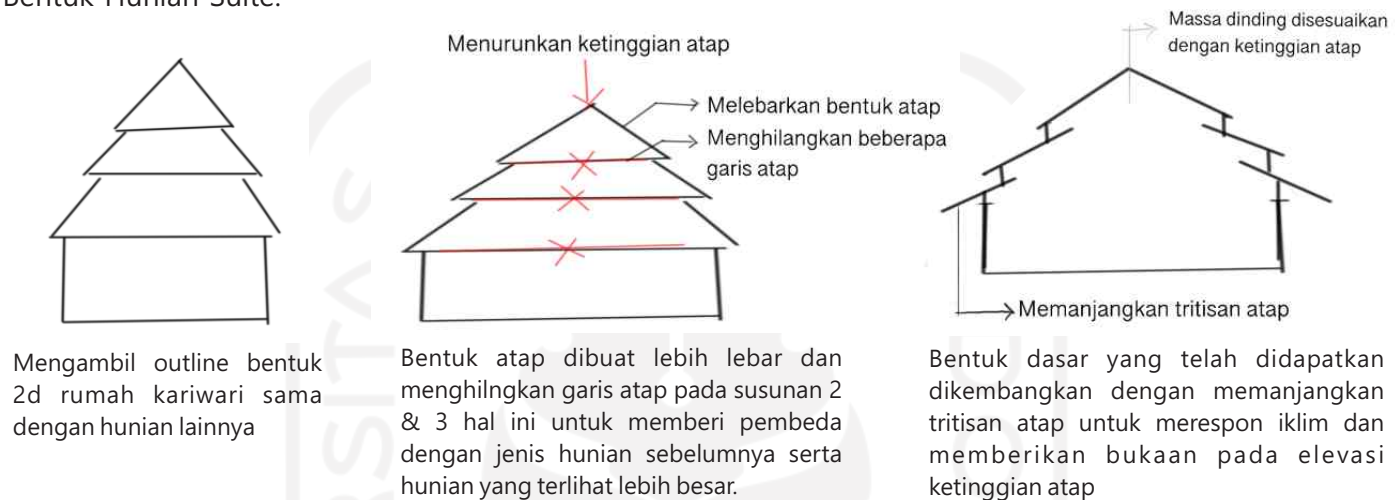 Bentuk Hunian Suite.
Menurunkan ketinggian atap
Melebarkan bentuk atap
Menghilangkan beberapa
garis atap
Massa dinding disesuaikan
dengan ketinggian atap
Memanjangkan tritisan atap
Mengambil outline bentuk
2d rumah kariwari sama
dengan hunian lainnya
Bentuk atap dibuat lebih lebar dan
menghilngkan garis atap pada susunan 2
& 3 hal ini untuk memberi pembeda
dengan jenis hunian sebelumnya serta
hunian yang terlihat lebih besar.
Bentuk dasar yang telah didapatkan
dikembangkan dengan memanjangkan
tritisan atap untuk merespon iklim dan
memberikan bukaan pada elevasi
ketinggian atap